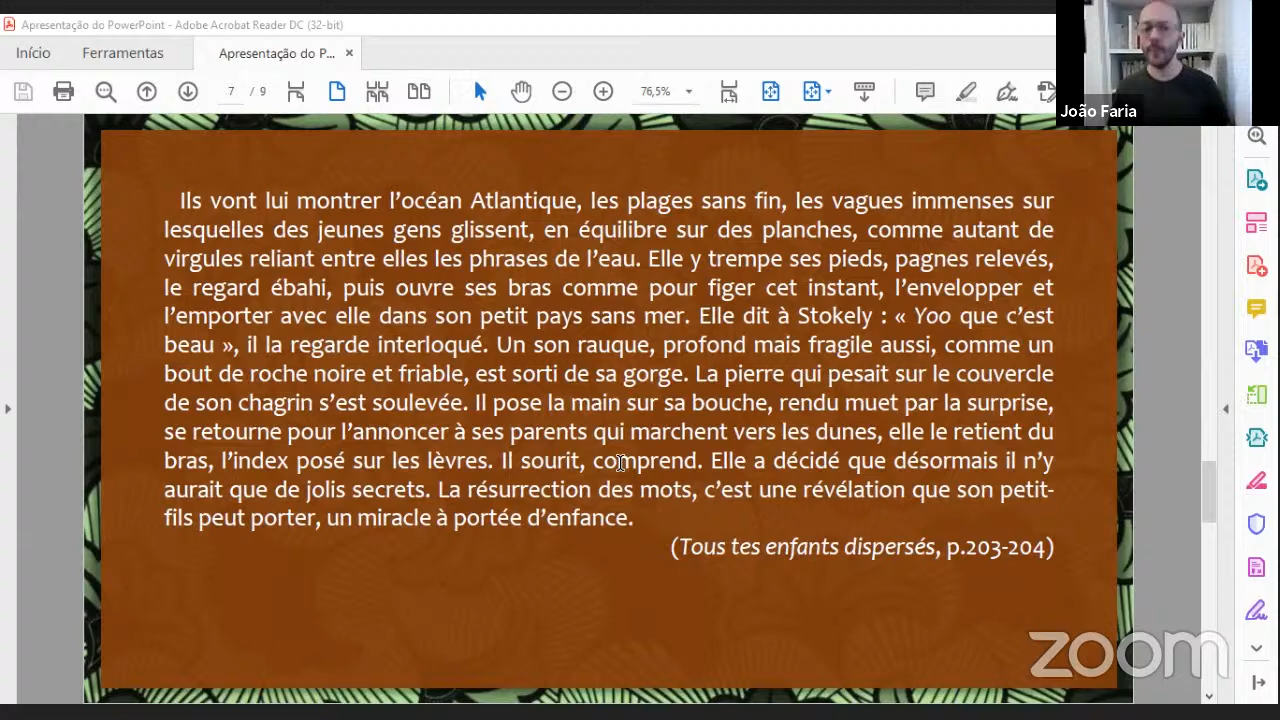 Apresentação do PowerPoint - Adobe Acrobat Reader DC (32-bit)
Início Ferramentas Apresentação do P... ×
7 / 9 76,5%
João Faria
Ils vont lui montrer l’océan Atlantique, les plages sans fin, les vagues immenses sur
lesquelles des jeunes gens glissent, en équilibre sur des planches, comme autant de
virgules reliant entre elles les phrases de l’eau. Elle y trempe ses pieds, pagnes relevés,
le regard ébahi, puis ouvre ses bras comme pour figer cet instant, l’envelopper et
l’emporter avec elle dans son petit pays sans mer. Elle dit à Stokely : « Yoo que c’est
beau », il la regarde interloqué. Un son rauque, profond mais fragile aussi, comme un
bout de roche noire et friable, est sorti de sa gorge. La pierre qui pesait sur le couvercle
de son chagrin s’est soulevée. Il pose la main sur sa bouche, rendu muet par la surprise,
se retourne pour l’annoncer à ses parents qui marchent vers les dunes, elle le retient du
bras, l’index posé sur les lèvres. Il sourit, comprend. Elle a décidé que désormais il n’y
aurait que de jolis secrets. La résurrection des mots, c’est une révélation que son petit-
fils peut porter, un miracle à portée d’enfance.
(Tous tes enfants dispersés, p.203-204)
zoom